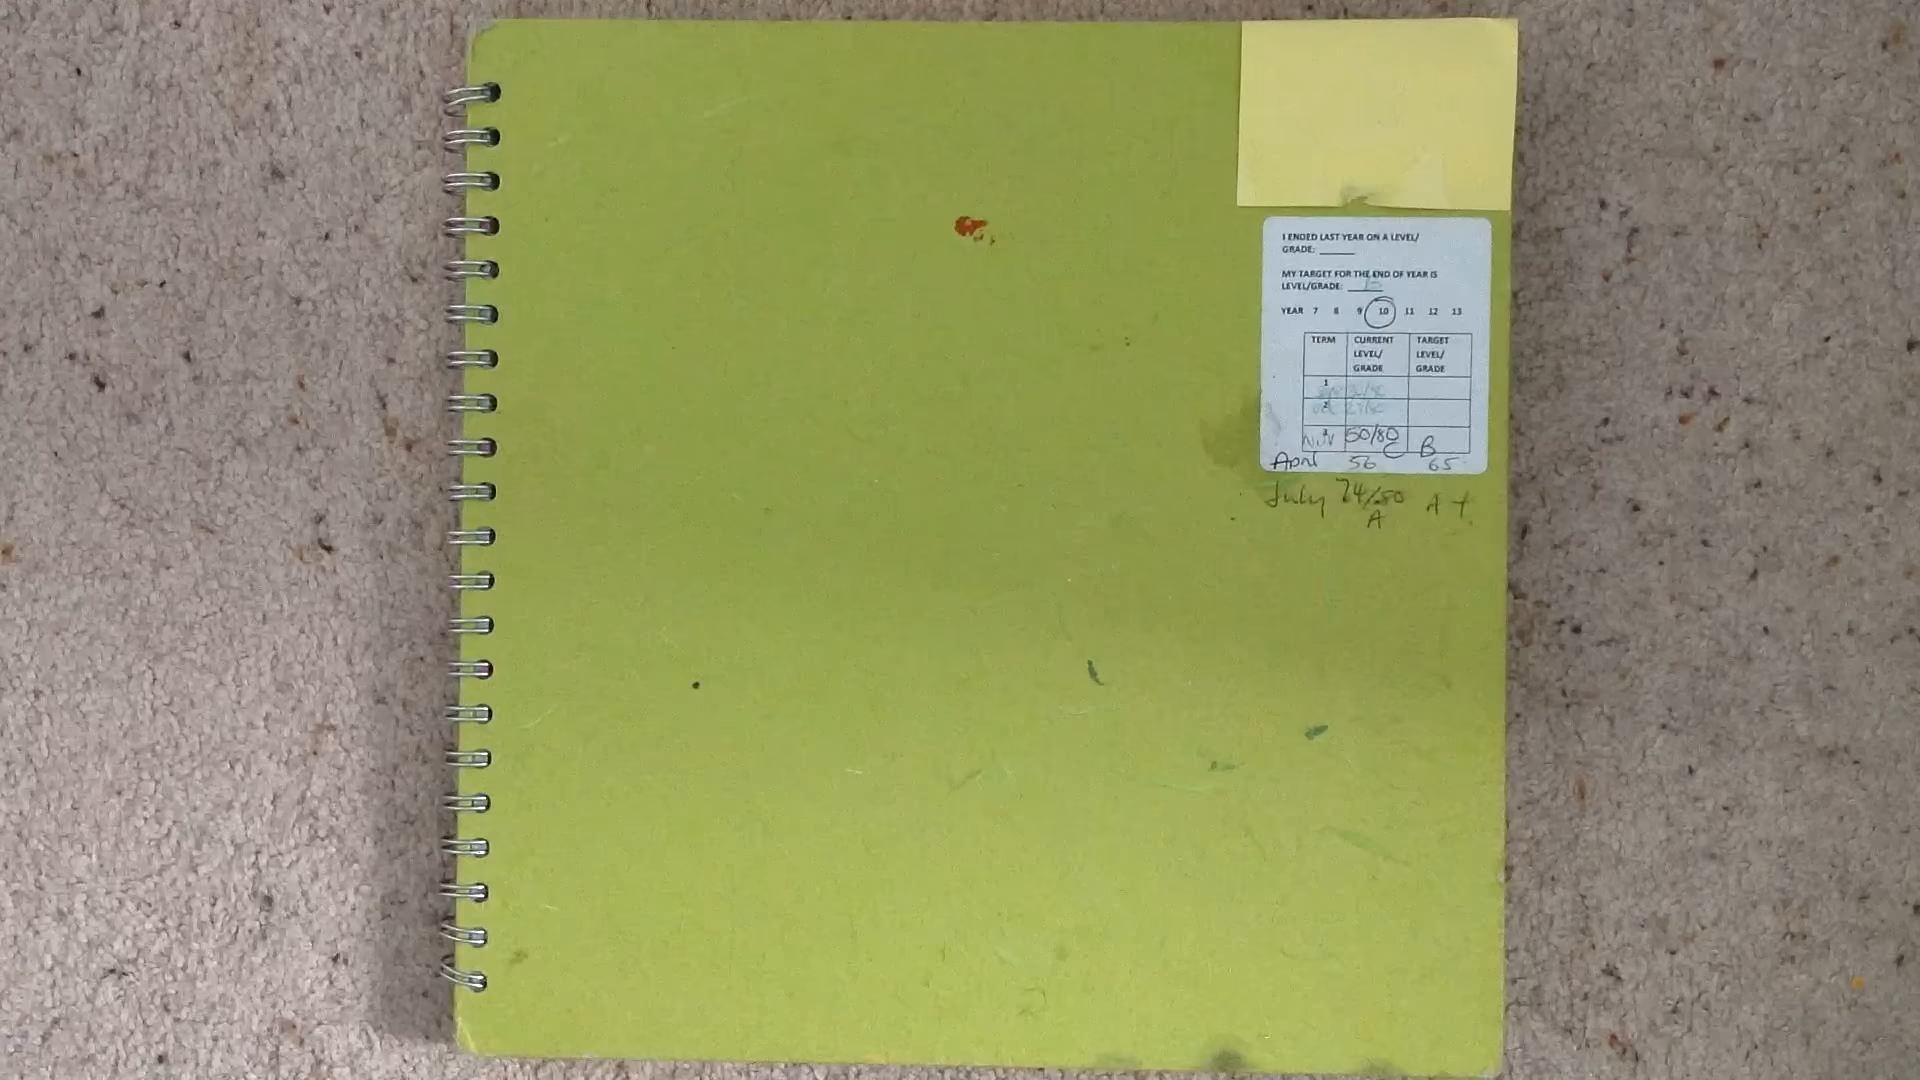 I ENDED LAST YEAR ON A LEVEL/
GRADE:
MY TARGET FOR THE END OF YEAR IS
LEVEL/GRADE:
YEAR 7 8 9 10 11 12 13
TERM CURRENT LEVEL/ GRADE TARGET LEVEL/ GRADE
1
2
Nov 3 50/80 C B
April 56 65
July 74/80 A A+